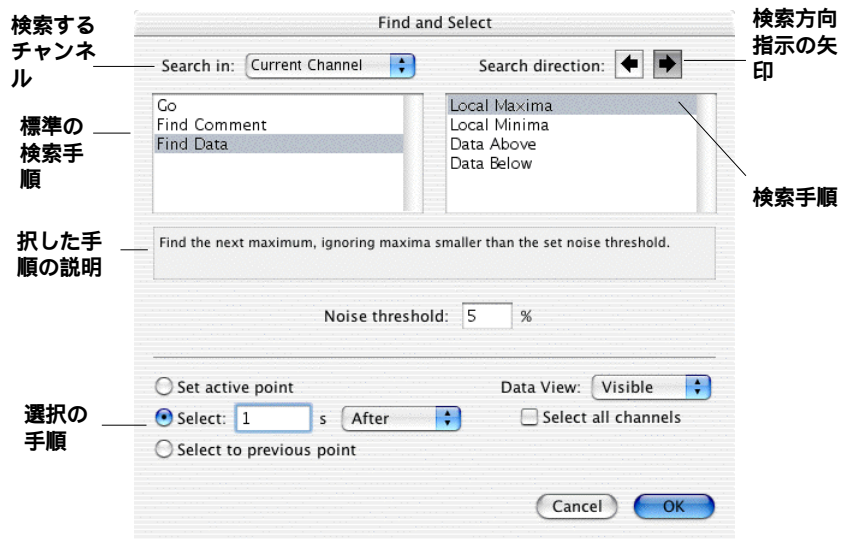 Find and Select
検索する
チャンネ
ル
Search in: Current Channel
Search direction:
検索方向
指示の矢
印
標準の
検索手
順
Go
Find Comment
Find Data
Local Maxima
Local Minima
Data Above
Data Below
検索手順
択した手
順の説明
Find the next maximum, ignoring maxima smaller than the set noise threshold.
Noise threshold: 5 %
選択の
手順
Set active point
Select: 1 s After
Select to previous point
Data View: Visible
Select all channels
Cancel OK